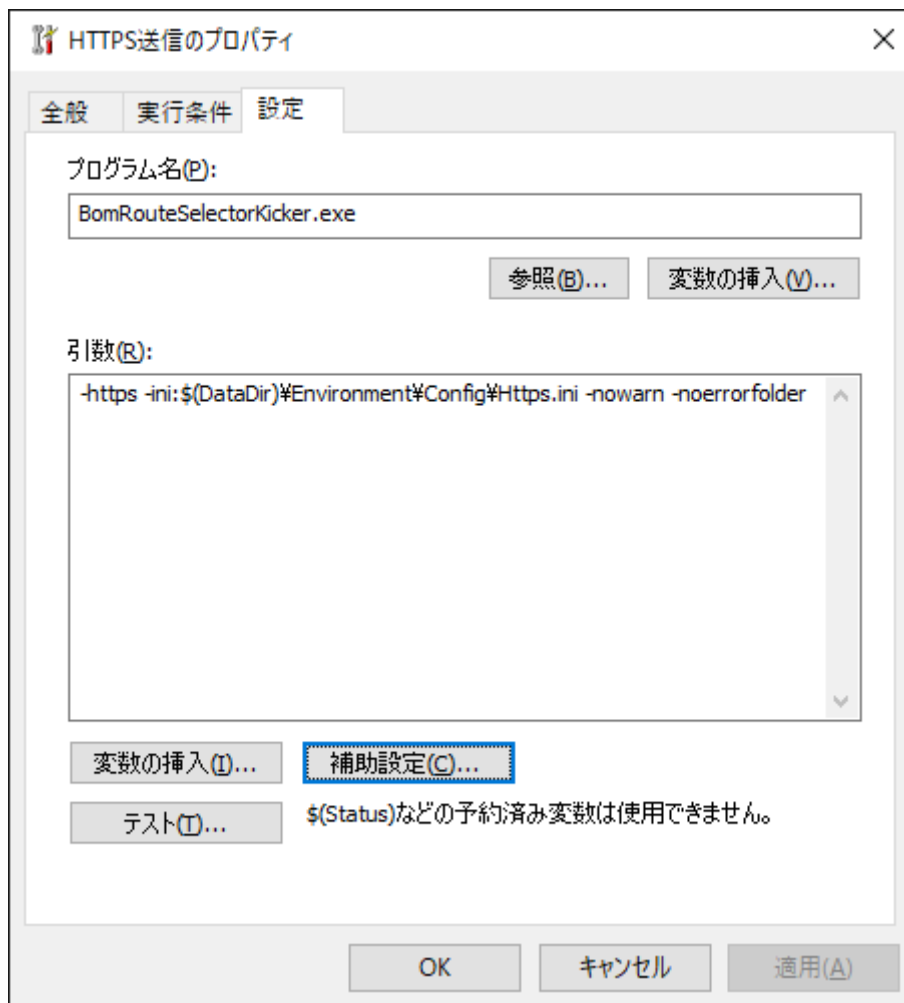 HTTPS送信のプロパティ
全般 実行条件 設定
プログラム名(P):
BomRouteSelectorKicker.exe
参照(B)... 変数の挿入(V)...
引数(R):
-https -ini:$(DataDir)¥Environment¥Config¥Https.ini -nowarn -noerrorfolder
変数の挿入(I)... 補助設定(C)...
テスト(T)... $(Status)などの予約済み変数は使用できません。
OK キャンセル 適用(A)